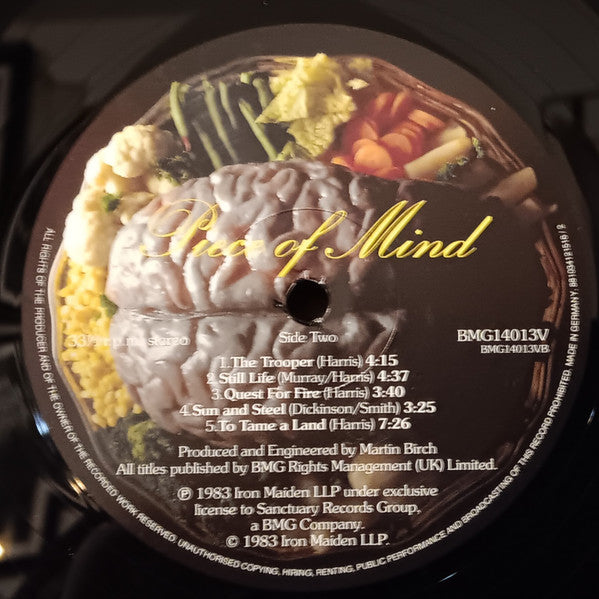 Piece of Mind
33⅓ r.p.m. stereo
Side Two
BMG14013V
BMG14013VB
1. The Trooper (Harris) 4:15
2. Still Life (Murray/Harris) 4:37
3. Quest For Fire (Harris) 3:40
4. Sun and Steel (Dickinson/Smith) 3:25
5. To Tame a Land (Harris) 7:26
Produced and Engineered by Martin Birch
All titles published by BMG Rights Management (UK) Limited.
℗ 1983 Iron Maiden LLP under exclusive
license to Sanctuary Records Group,
a BMG Company.
© 1983 Iron Maiden LLP.
ALL RIGHTS OF THE PRODUCER AND OF THE OWNER OF THE RECORDED WORK RESERVED. UNAUTHORISED COPYING, HIRING, RENTING, PUBLIC PERFORMANCE AND BROADCASTING OF THIS RECORD PROHIBITED. MADE IN GERMANY.